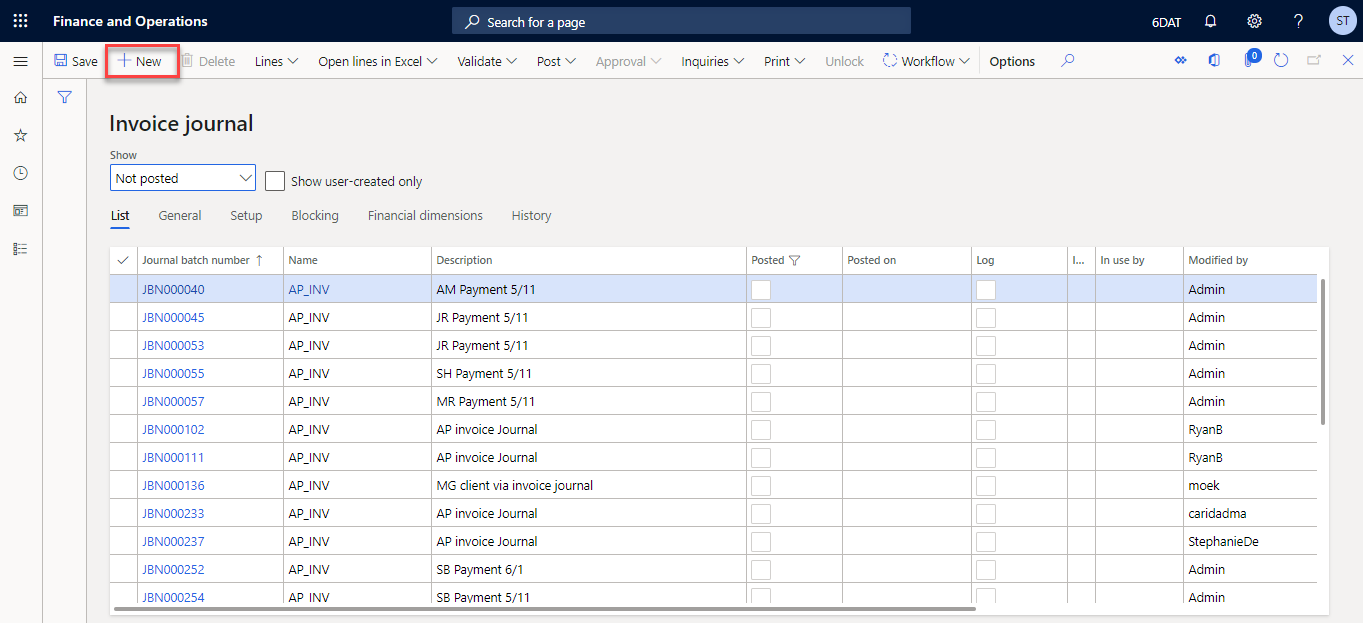 Finance and Operations
Search for a page
6DAT
ST
Save
New
Delete
Lines
Open lines in Excel
Validate
Post
Approval
Inquiries
Print
Unlock
Workflow
Options
0
Invoice journal
Show
Not posted
Show user-created only
List General Setup Blocking Financial dimensions History
Journal batch number Name Description Posted Posted on Log I... In use by Modified by
JBN000040 AP_INV AM Payment 5/11 Admin
JBN000045 AP_INV JR Payment 5/11 Admin
JBN000053 AP_INV JR Payment 5/11 Admin
JBN000055 AP_INV SH Payment 5/11 Admin
JBN000057 AP_INV MR Payment 5/11 Admin
JBN000102 AP_INV AP invoice Journal RyanB
JBN000111 AP_INV AP invoice Journal RyanB
JBN000136 AP_INV MG client via invoice journal moek
JBN000233 AP_INV AP invoice Journal caridadma
JBN000237 AP_INV AP invoice Journal StephanieDe
JBN000252 AP_INV SB Payment 6/1 Admin
JBN000254 AP_INV SB Payment 5/11 Admin